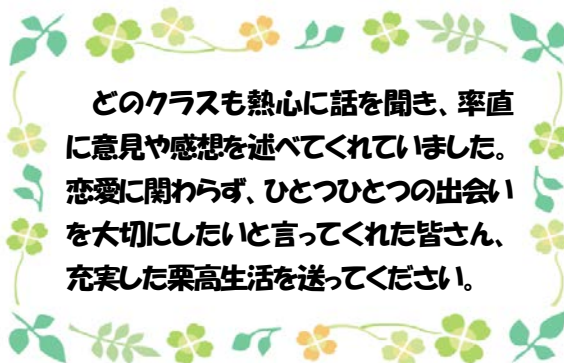 どのクラスも熱心に話を聞き、率直
に意見や感想を述べてくれていました。
恋愛に関わらず、ひとつひとつの出会い
を大切にしたいと言ってくれた皆さん、
充実した栗高生活を送ってください。